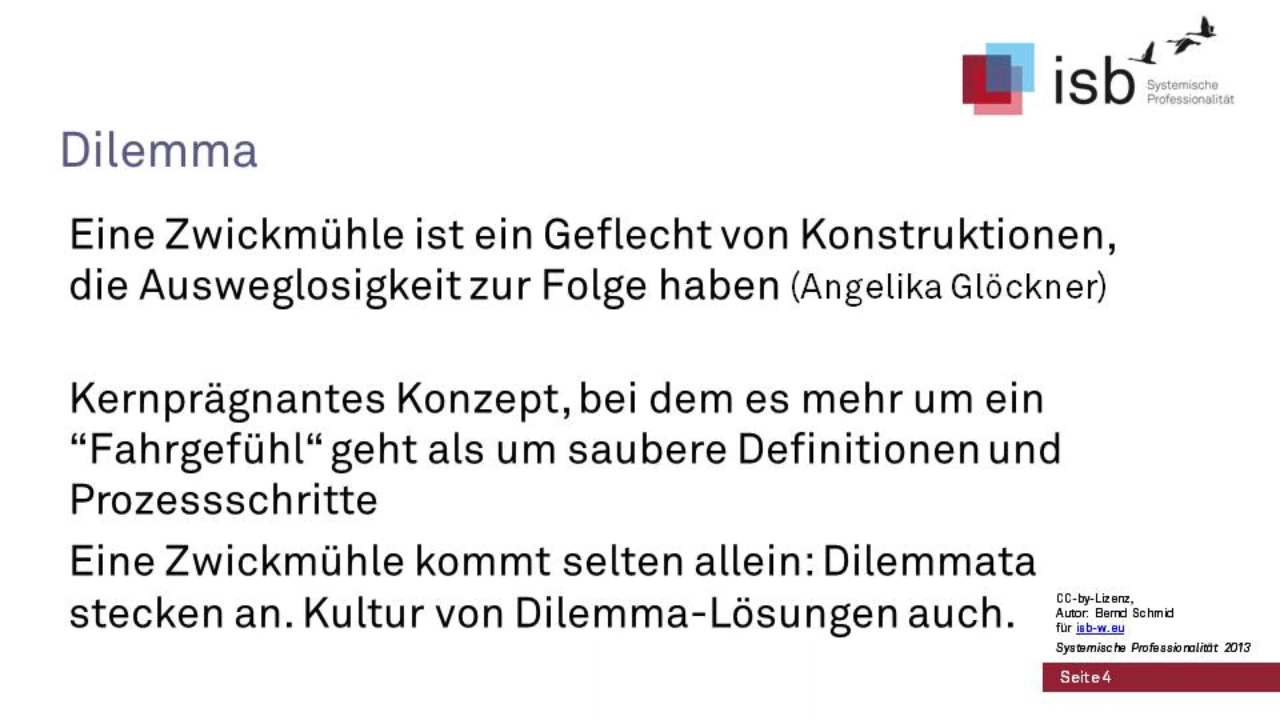 isb
Systemische
Professionalität
Dilemma
Eine Zwickmühle ist ein Geflecht von Konstruktionen,
die Ausweglosigkeit zur Folge haben (Angelika Glöckner)
Kernprägnantes Konzept, bei dem es mehr um ein
“Fahrgefühl“ geht als um saubere Definitionen und
Prozessschritte
Eine Zwickmühle kommt selten allein: Dilemmata
stecken an. Kultur von Dilemma-Lösungen auch.
CC-by-Lizenz,
Autor: Bernd Schmid
für isb-w.eu
Systemische Professionalität 2013
Seite 4